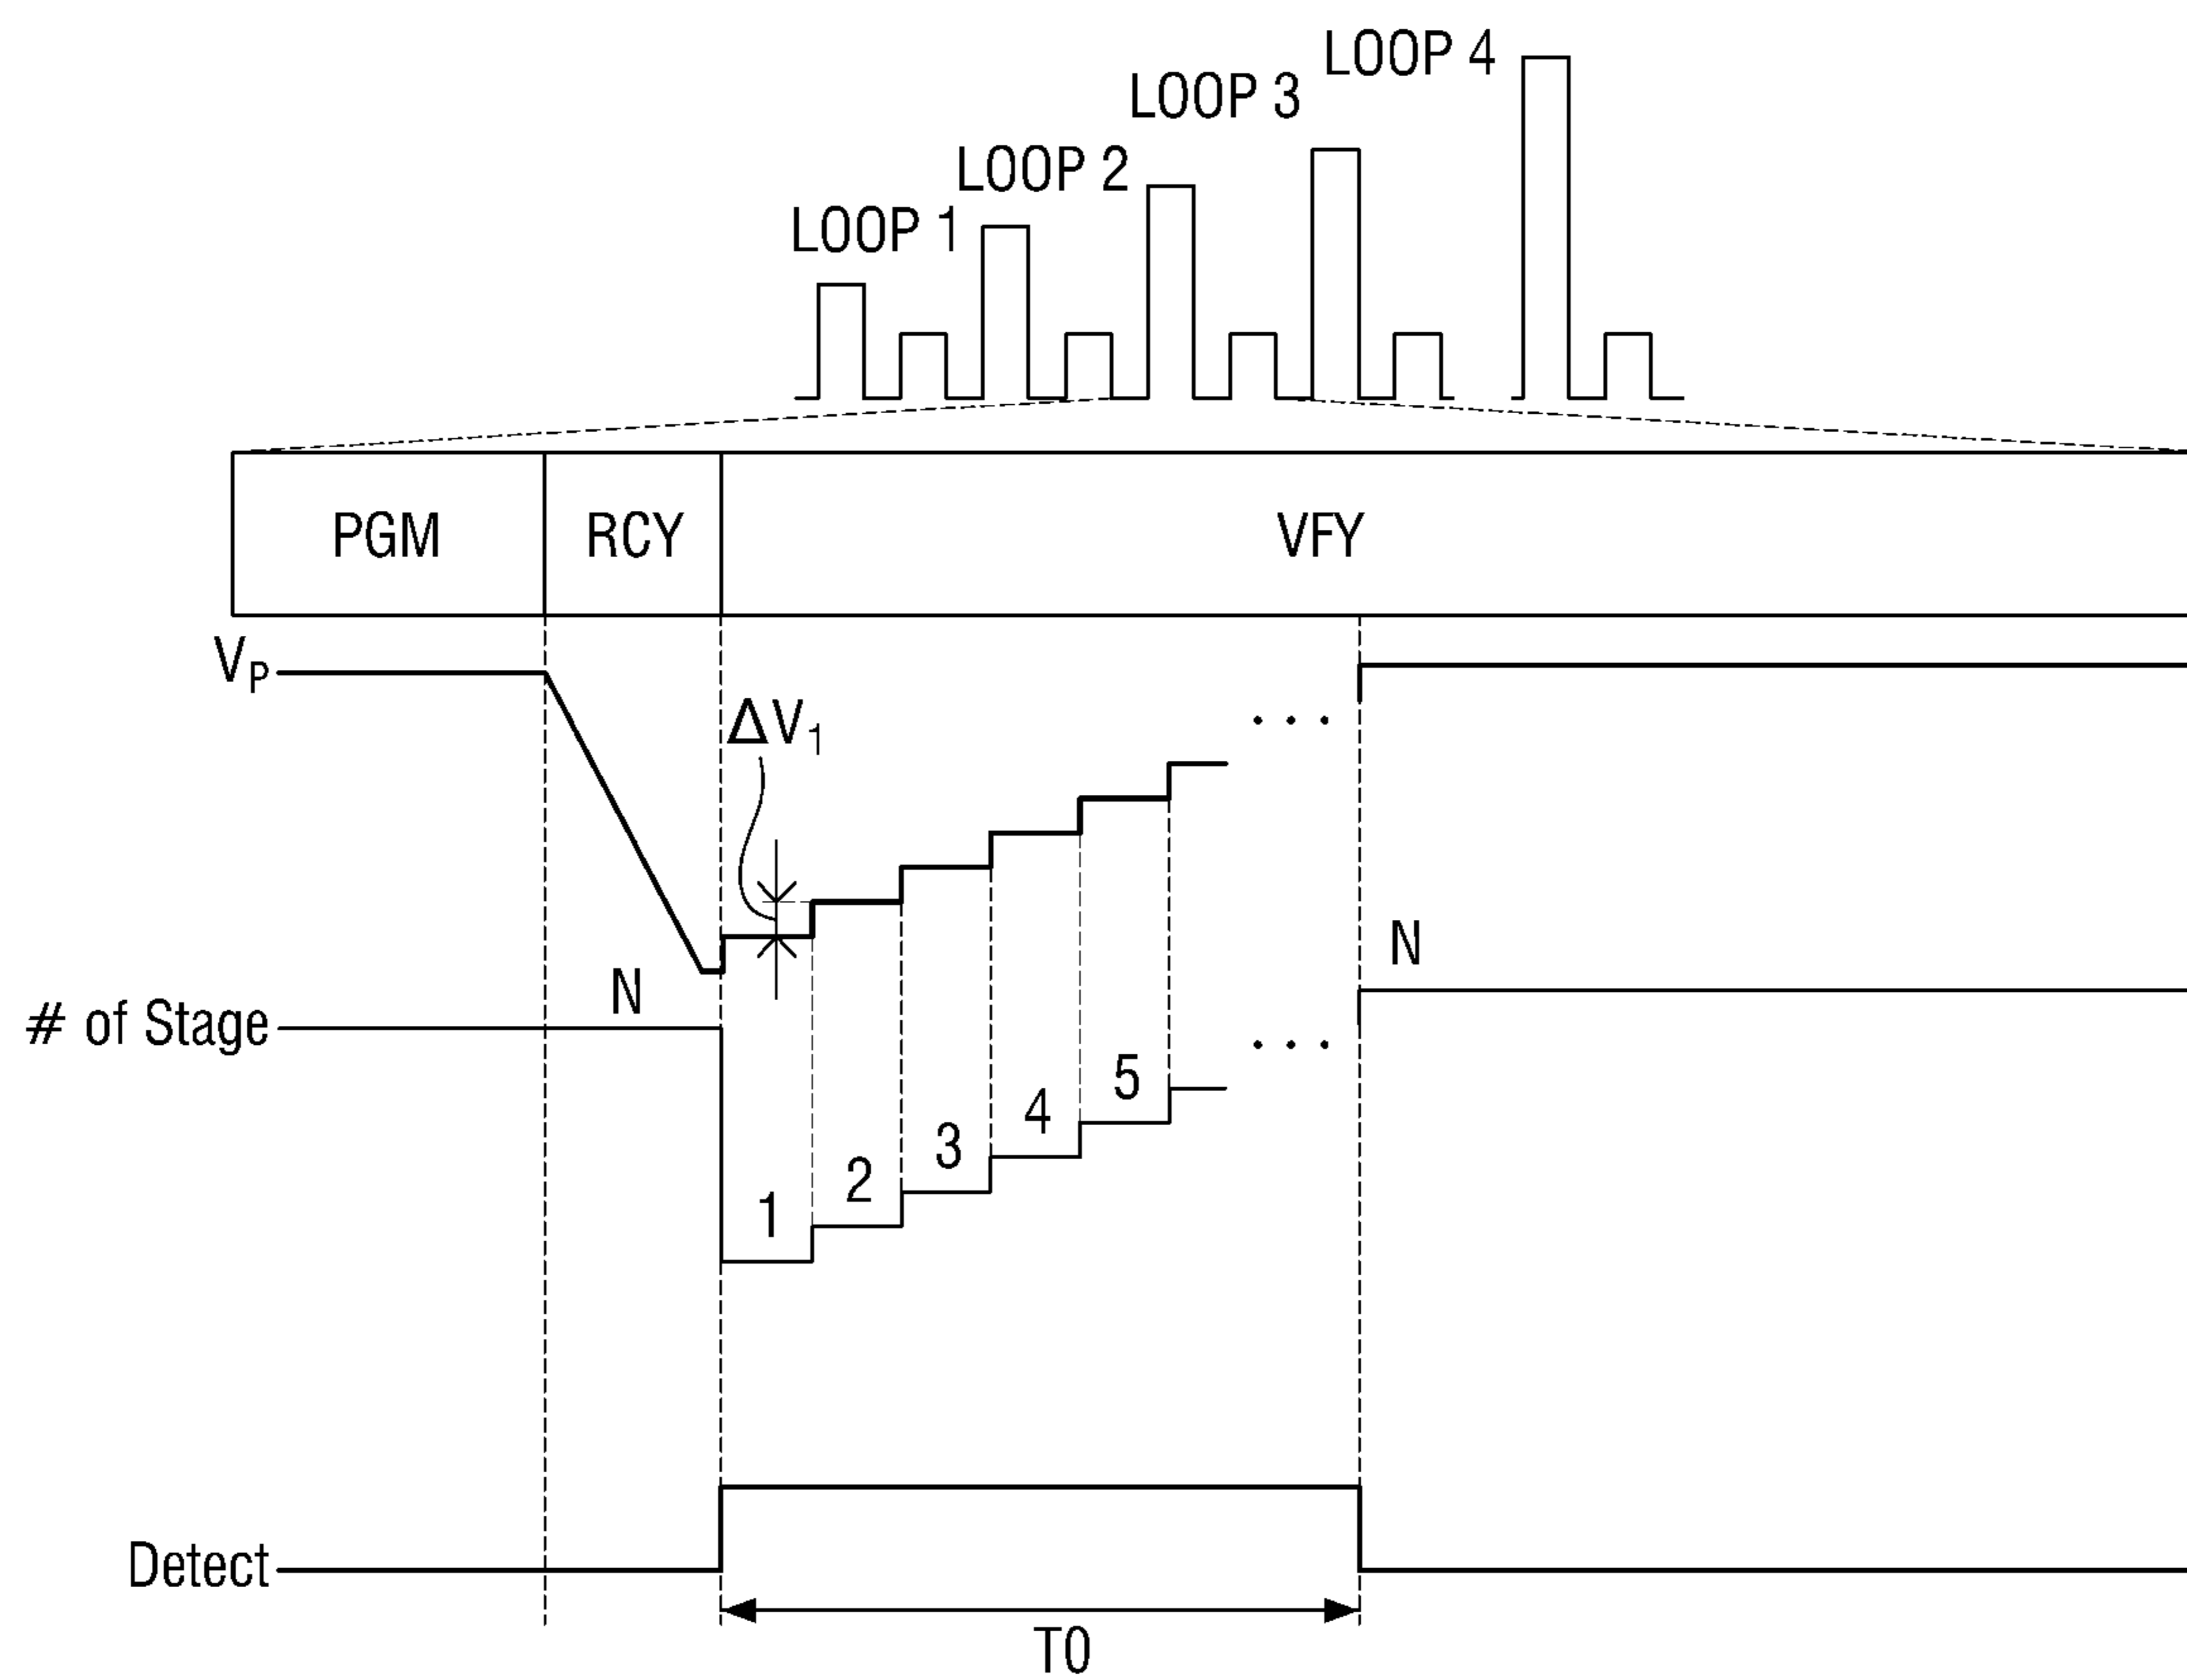 LOOP 4
LOOP 3
LOOP 2
LOOP 1
PGM RCY VFY
VP
ΔV1
...
N
N
# of Stage
...
5
4
3
2
1
Detect
T0